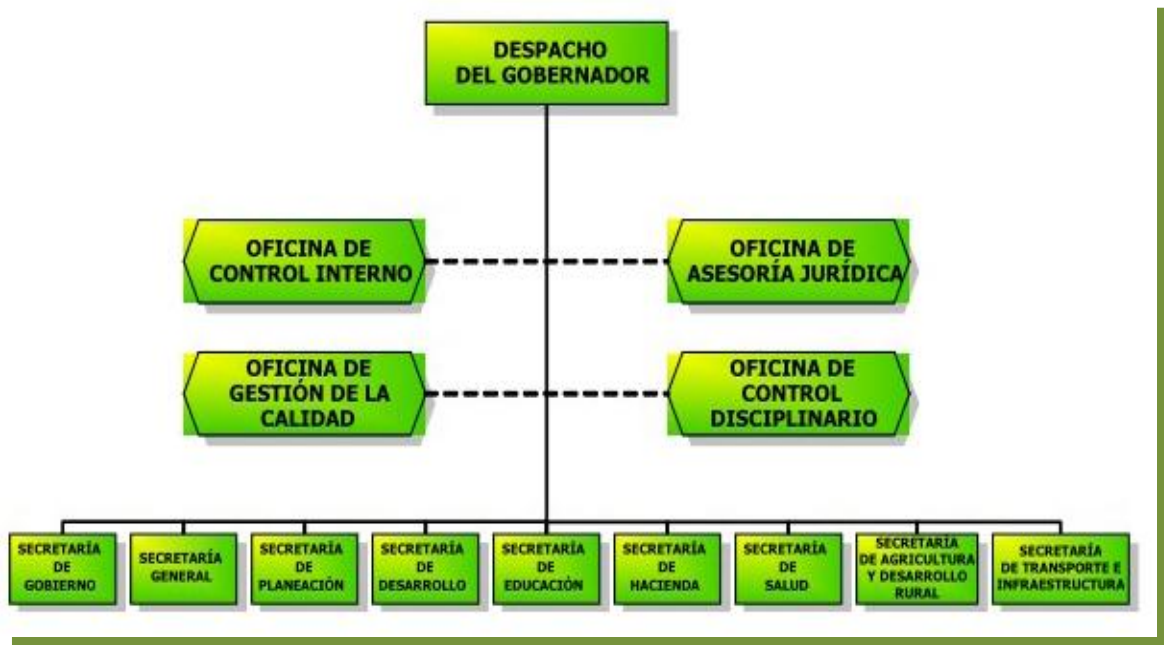 DESPACHO
DEL GOBERNADOR
OFICINA DE
CONTROL INTERNO
OFICINA DE
ASESORÍA JURÍDICA
OFICINA DE
GESTIÓN DE LA
CALIDAD
OFICINA DE
CONTROL
DISCIPLINARIO
SECRETARÍA
DE
GOBIERNO
SECRETARÍA
GENERAL
SECRETARÍA
DE
PLANEACIÓN
SECRETARÍA
DE
DESARROLLO
SECRETARÍA
DE
EDUCACIÓN
SECRETARÍA
DE
HACIENDA
SECRETARÍA
DE
SALUD
SECRETARÍA
DE AGRICULTURA
Y DESARROLLO
RURAL
SECRETARÍA
DE TRANSPORTE E
INFRAESTRUCTURA